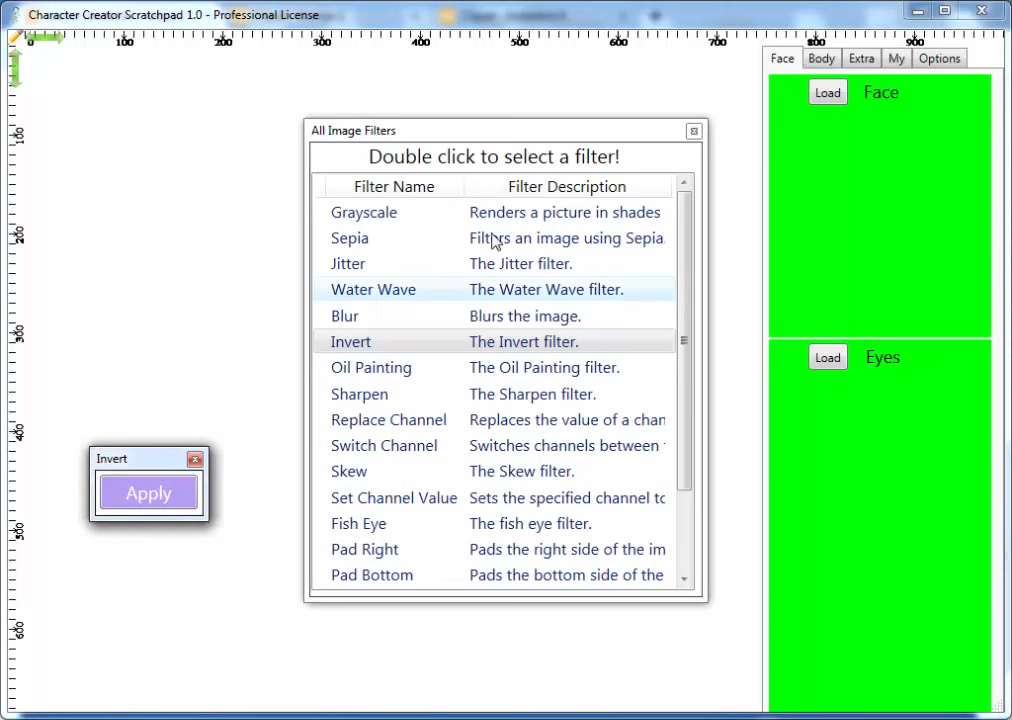 Character Creator Scratchpad 1.0 - Professional License
0 100 200 300 400 500 600 700 800 900
100
200
300
400
500
600
Face Body Extra My Options
Load Face
Load Eyes
All Image Filters
Double click to select a filter!
Filter Name Filter Description
Grayscale Renders a picture in shades
Sepia Filters an image using Sepia.
Jitter The Jitter filter.
Water Wave The Water Wave filter.
Blur Blurs the image.
Invert The Invert filter.
Oil Painting The Oil Painting filter.
Sharpen The Sharpen filter.
Replace Channel Replaces the value of a chan
Switch Channel Switches channels between
Skew The Skew filter.
Set Channel Value Sets the specified channel to
Fish Eye The fish eye filter.
Pad Right Pads the right side of the im
Pad Bottom Pads the bottom side of the
Invert
Apply